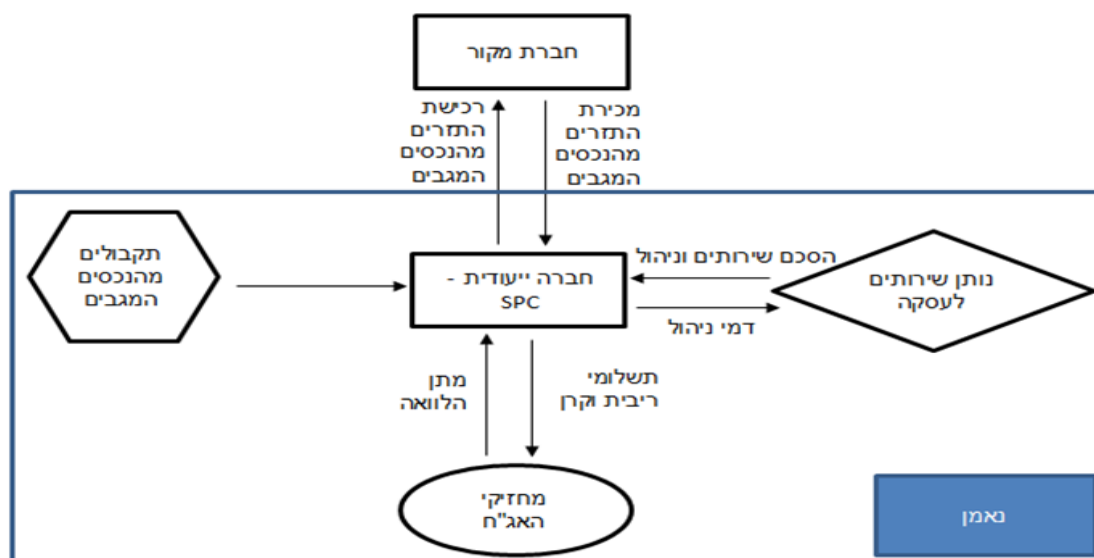 חברת מקור
רכישת
התזרים
מהנכסים
המגבים
מכירת
התזרים
מהנכסים
המגבים
תקבולים
מהנכסים
המגבים
חברה ייעודית -
SPC
הסכם שירותים וניהול
דמי ניהול
נותן שירותים
לעסקה
מתן
הלוואה
תשלומי
ריבית וקרן
מחזיקי
האג"ח
נאמן